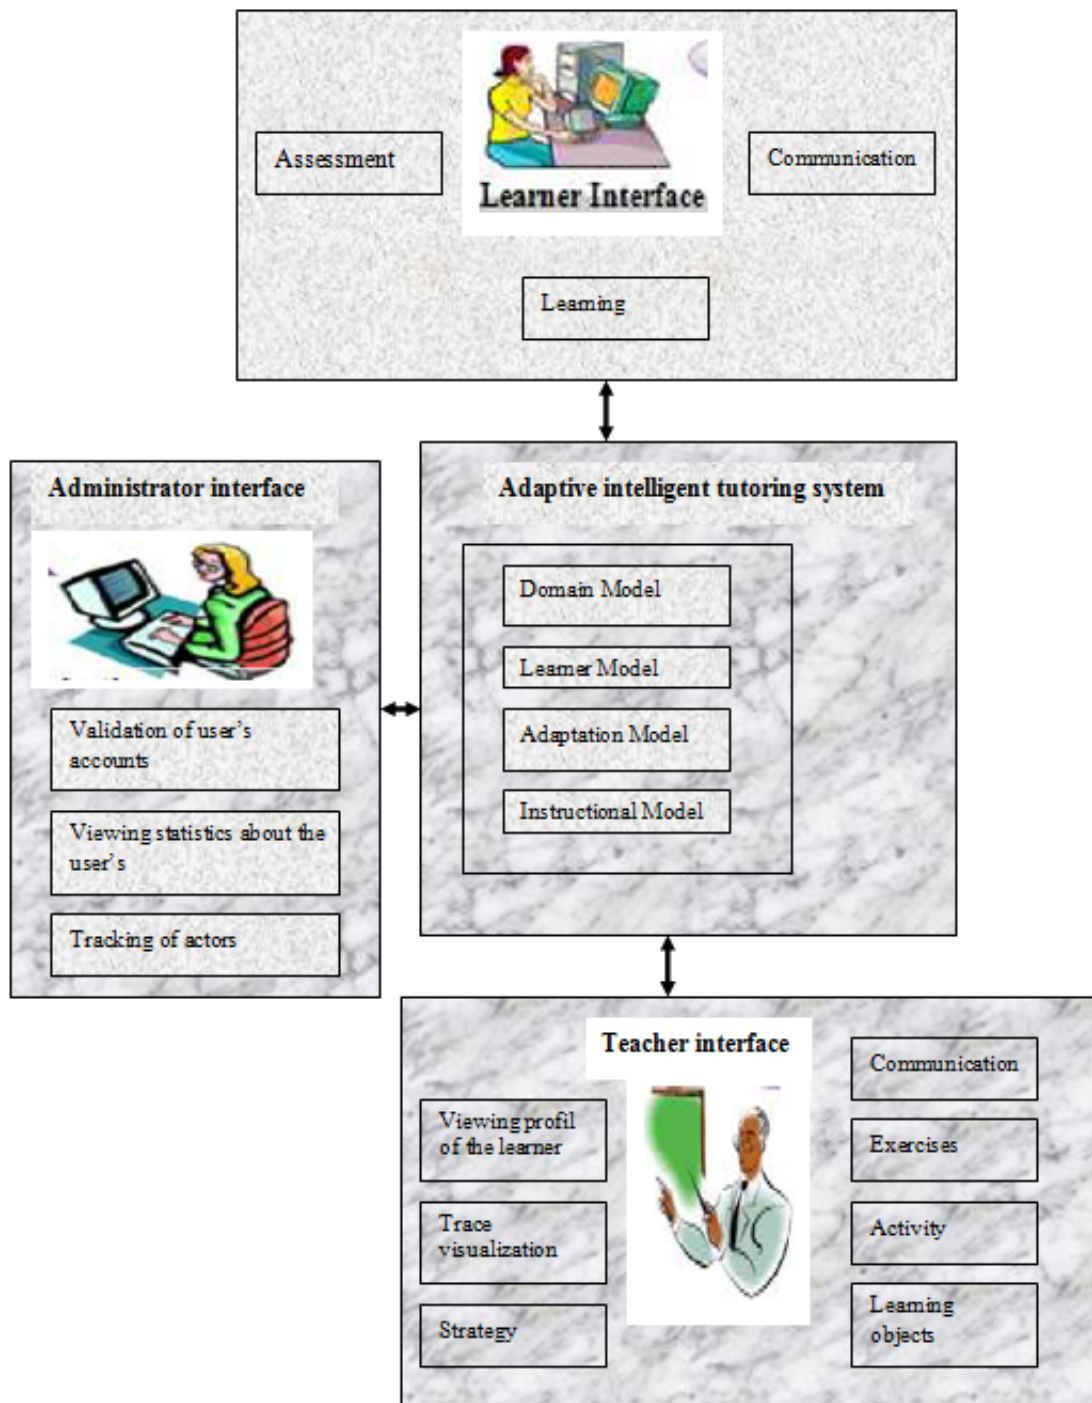 Assessment
Communication
Learner Interface
Learning
Administrator interface
Validation of user's
accounts
Viewing statistics about the
user's
Tracking of actors
Adaptive intelligent tutoring system
Domain Model
Learner Model
Adaptation Model
Instructional Model
Teacher interface
Viewing profil
of the learner
Trace
visualization
Strategy
Communication
Exercises
Activity
Learning
objects